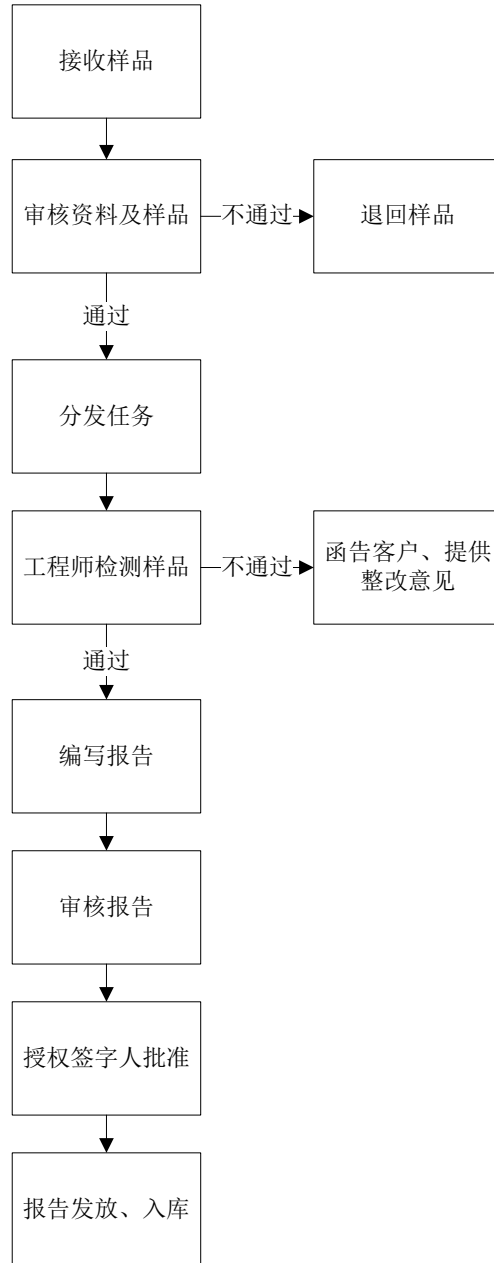 接收样品
审核资料及样品
不通过
退回样品
通过
分发任务
工程师检测样品
不通过
函告客户、提供
整改意见
通过
编写报告
审核报告
授权签字人批准
报告发放、入库